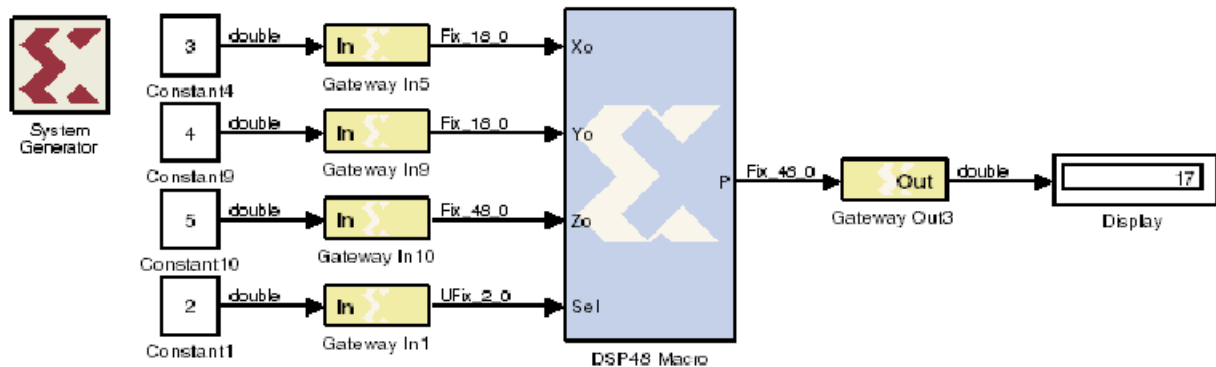 System
Generator
3
Constant4
double
In
Gateway In5
Fix_18_0
Xo
4
Constant9
double
In
Gateway In9
Fix_18_0
Yo
5
Constant10
double
In
Gateway In10
Fix_48_0
Zo
2
Constant1
double
In
Gateway In1
UFix_2_0
Sel
P
DSP48 Macro
Fix_48_0
Out
Gateway Out3
double
17
Display